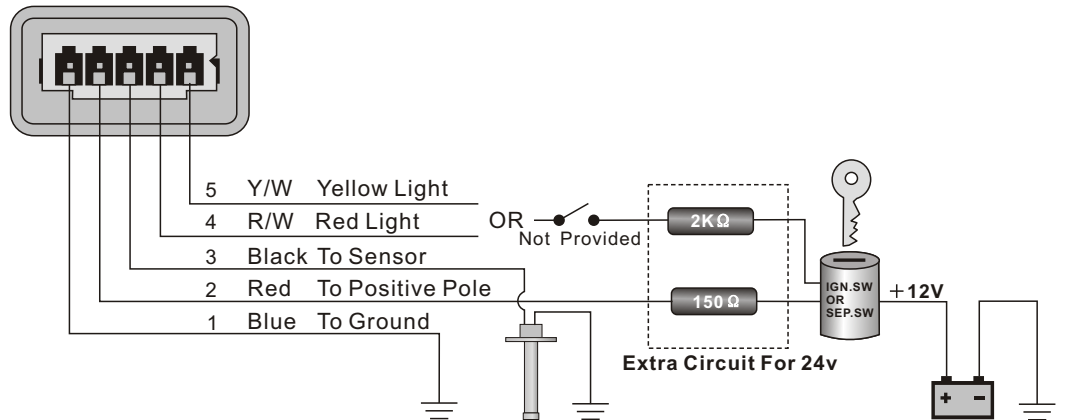 5 Y/W Yellow Light
4 R/W Red Light
OR
Not Provided
2KΩ
3 Black To Sensor
2 Red To Positive Pole
150Ω
IGN.SW
OR
SEP.SW
+12V
1 Blue To Ground
Extra Circuit For 24v
+ -